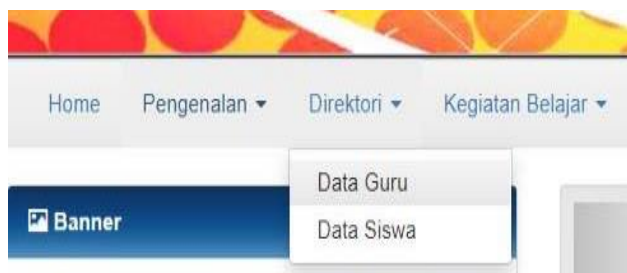 Home Pengenalan Direktori Kegiatan Belajar
Data Guru
Banner
Data Siswa